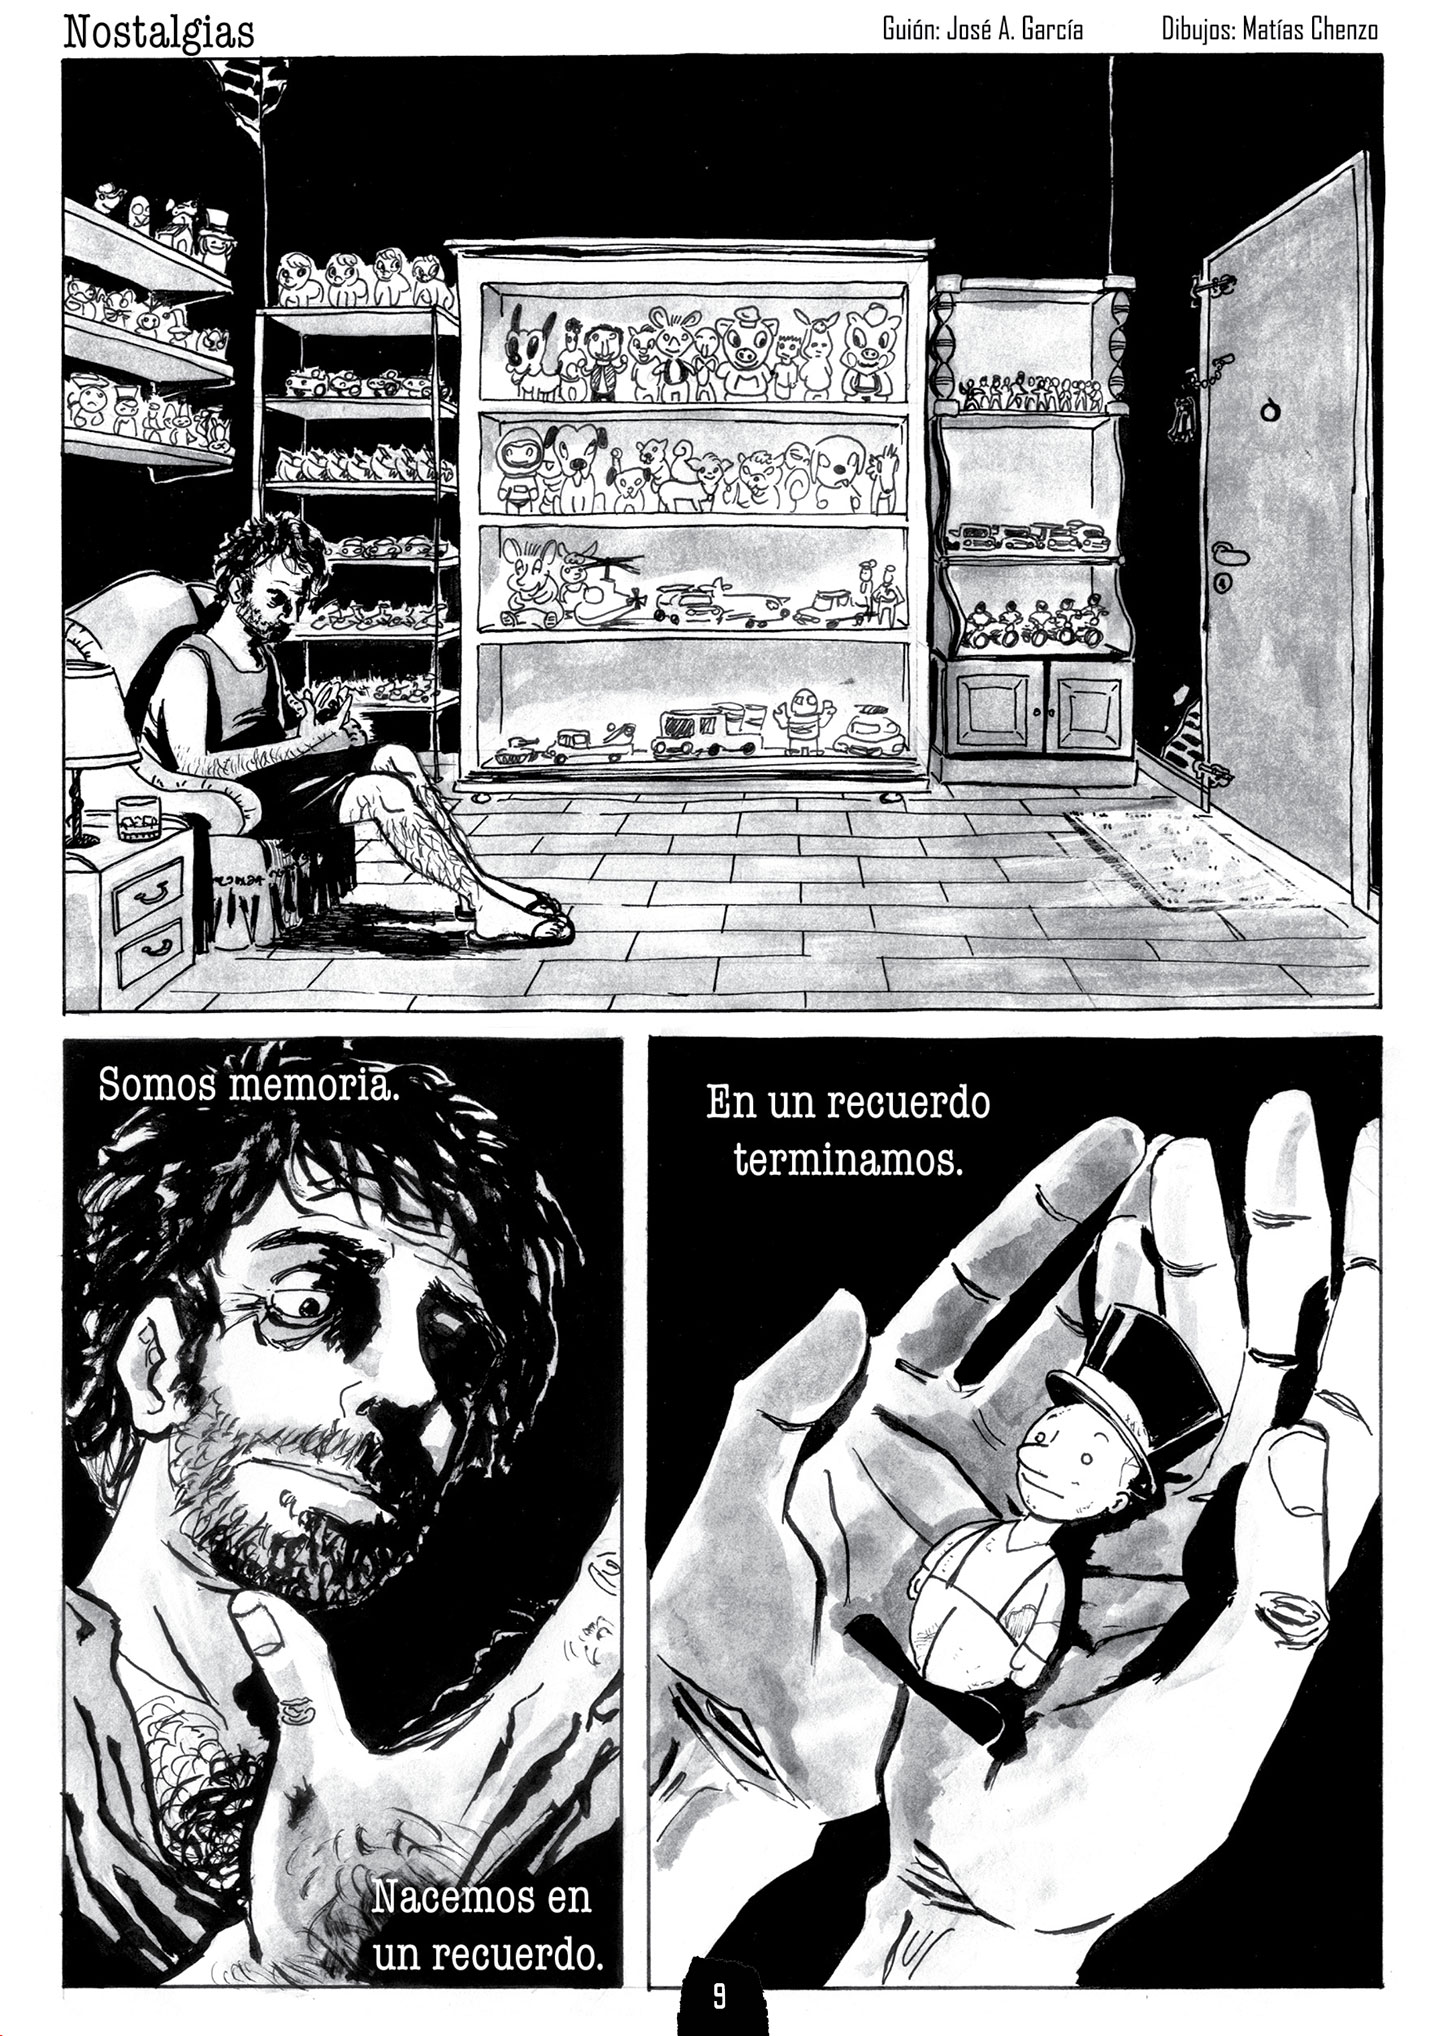 Nostalgias
Guión: José A. García
Dibujos: Matías Chenzo
Somos memoria.
Nacemos en
un recuerdo.
En un recuerdo
terminamos.
9